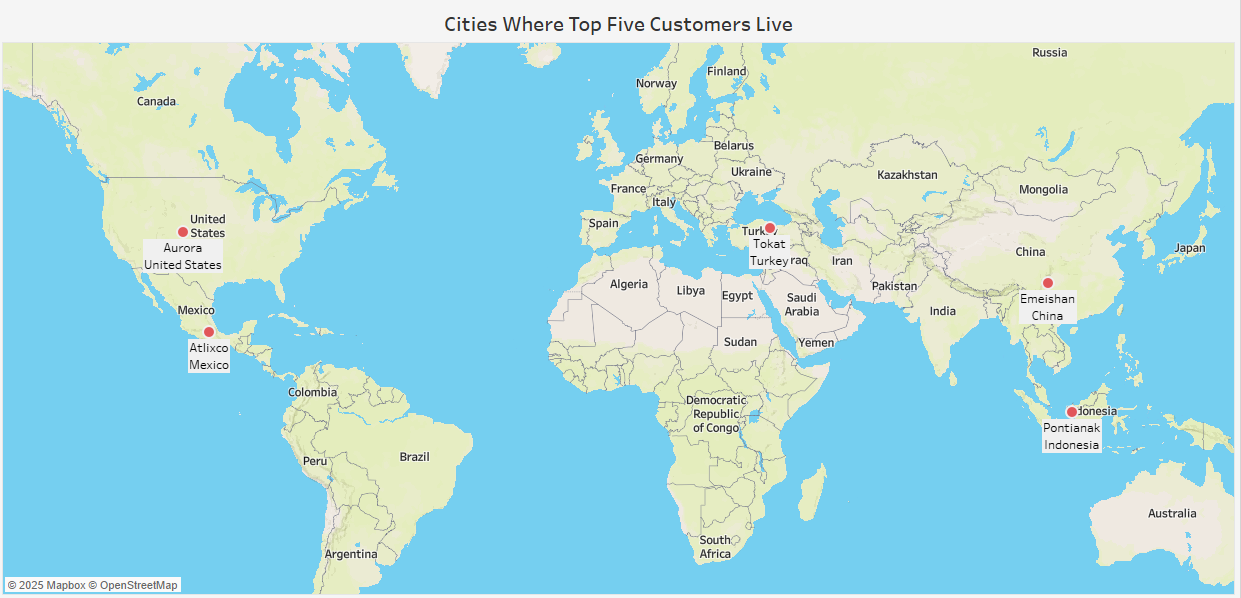 Cities Where Top Five Customers Live
Russia
Finland
Norway
Canada
Belarus
Germany
Ukraine
Kazakhstan
France
Mongolia
Italy
United
States
Spain
Aurora
United States
Tokat
Turkey
Iran
China
Japan
Algeria
Libya
Egypt
Saudi
Arabia
Pakistan
India
Emeishan
China
Mexico
Atlixco
Mexico
Sudan
Yemen
Colombia
Democratic
Republic
of Congo
Pontianak
Indonesia
Peru
Brazil
Australia
South
Africa
Argentina
© 2025 Mapbox © OpenStreetMap